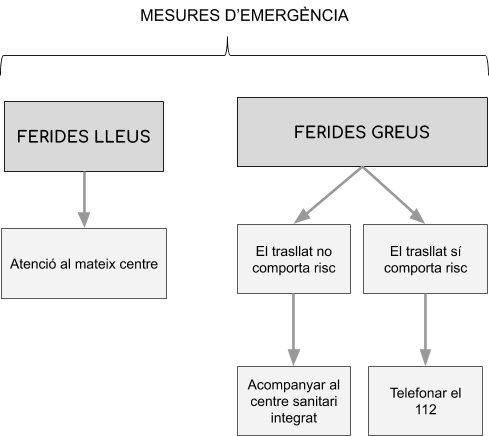 MESURES D'EMERGÈNCIA
FERIDES LLEUS
FERIDES GREUS
Atenció al mateix centre
El trasllat no
comporta risc
El trasllat sí
comporta risc
Acompanyar al
centre sanitari
integrat
Telefonar el
112